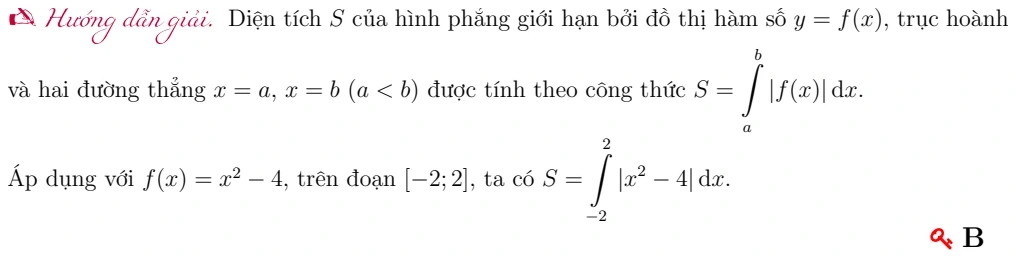 Hướng dẫn giải. Diện tích S của hình phẳng giới hạn bởi đồ thị hàm số y = f(x), trục hoành
và hai đường thẳng x = a, x = b (a < b) được tính theo công thức S = ∫_a^b |f(x)| dx.
Áp dụng với f(x) = x² − 4, trên đoạn [−2; 2], ta có S = ∫_{−2}^{2} |x² − 4| dx.
B